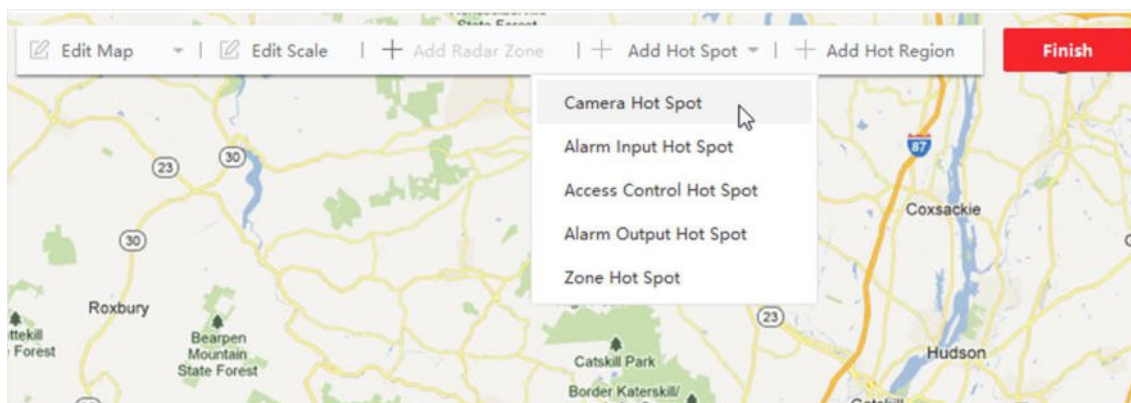 State Forest
Edit Map
Edit Scale
Add Radar Zone
Add Hot Spot
Add Hot Region
Finish
Camera Hot Spot
Alarm Input Hot Spot
Access Control Hot Spot
Alarm Output Hot Spot
Zone Hot Spot
30
23
87
Coxsackie
30
Roxbury
23
Forest
Bearpen
Mountain
State Forest
Catskill Park
Hudson
Border Katerskill/